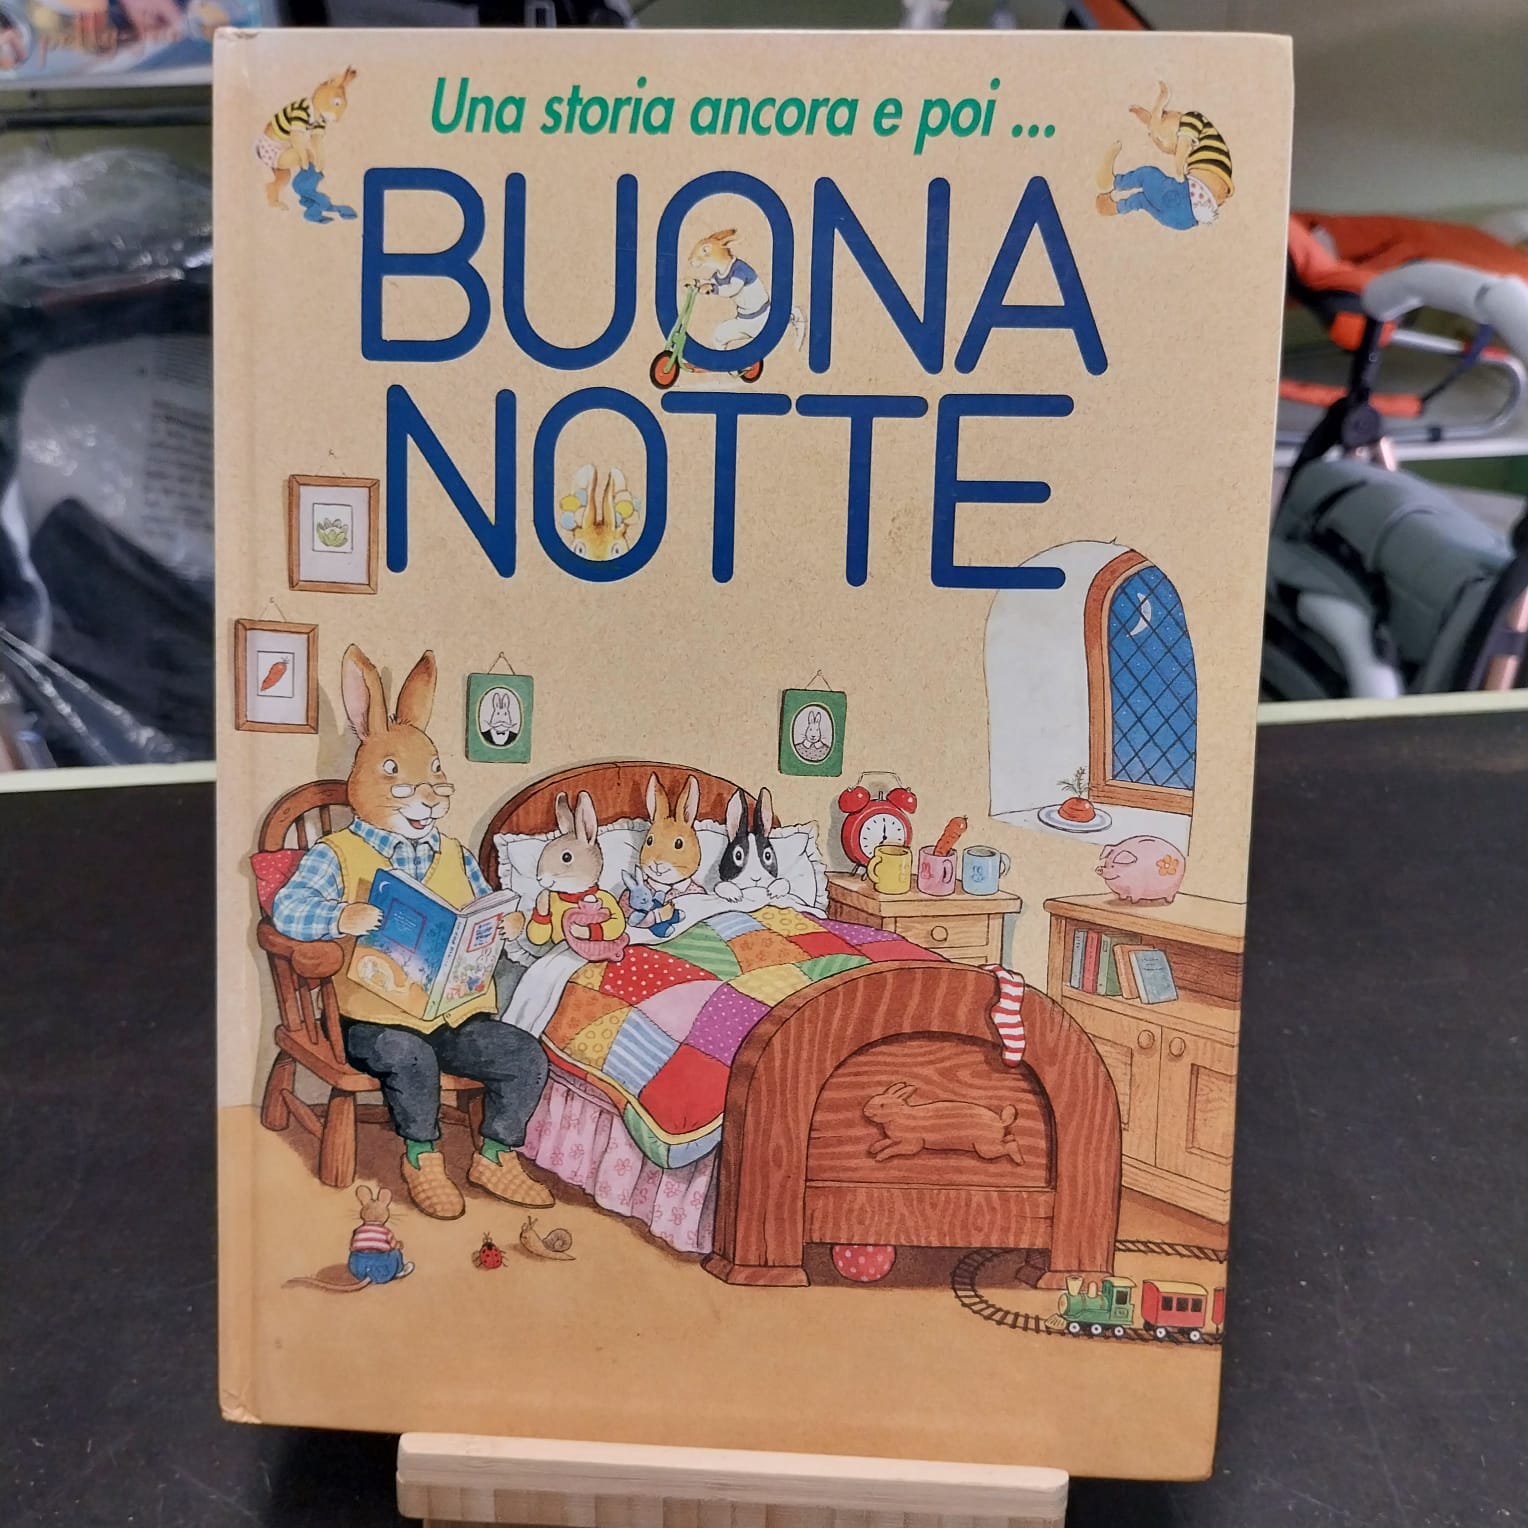 Una storia ancora e poi ...
BUONA
NOTTE